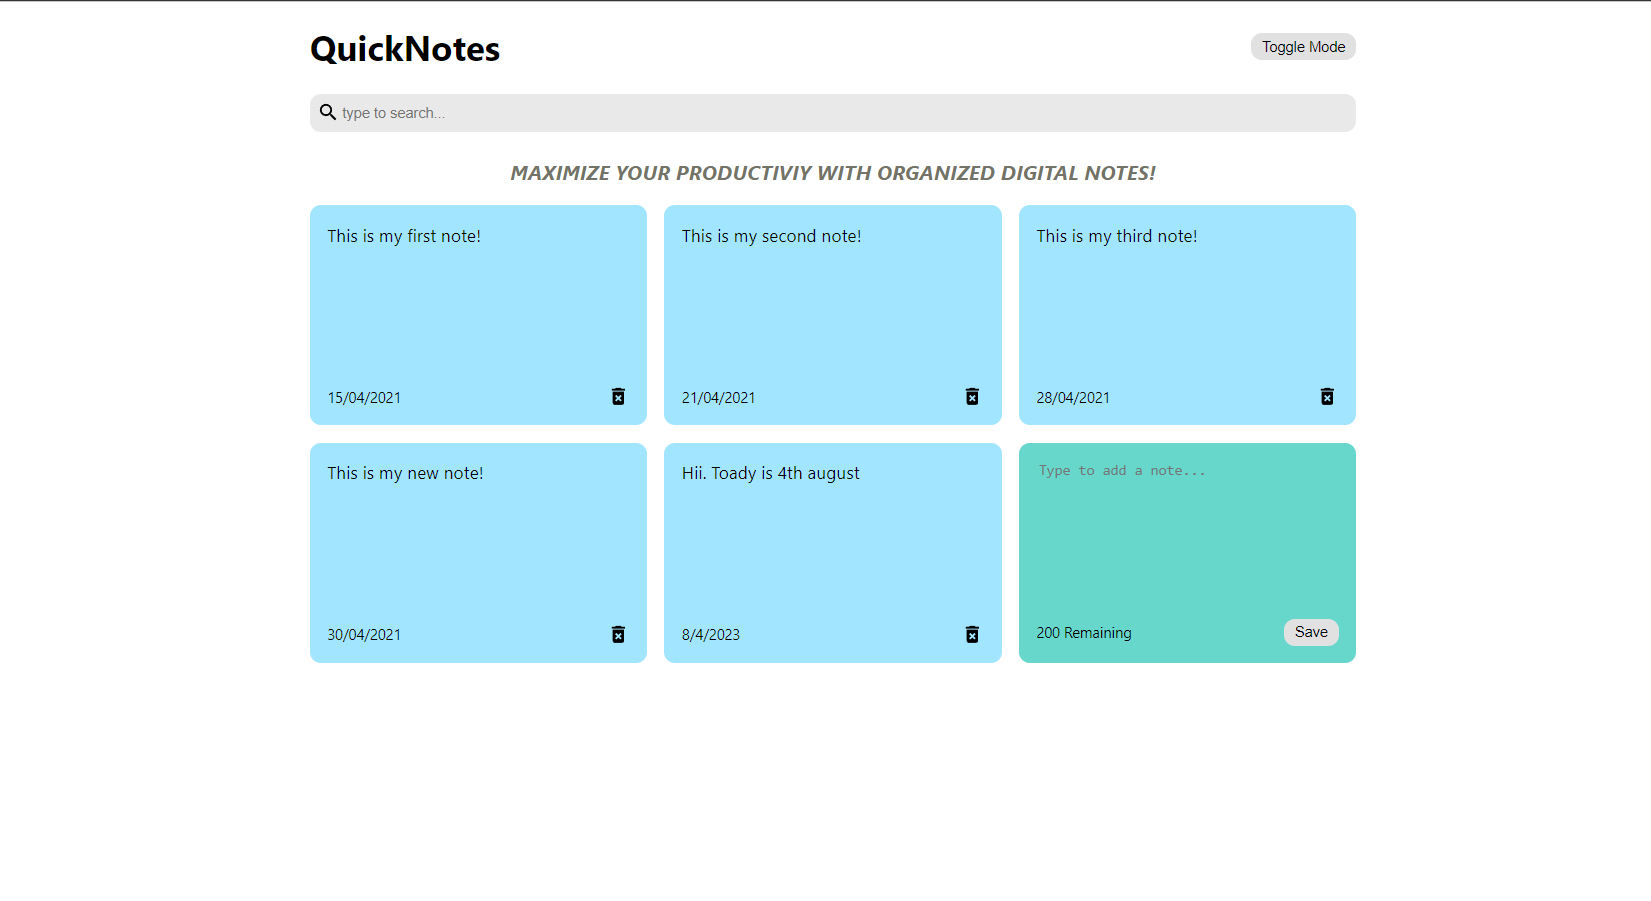 QuickNotes
Toggle Mode
type to search...
MAXIMIZE YOUR PRODUCTIVIY WITH ORGANIZED DIGITAL NOTES!
This is my first note!
15/04/2021
This is my second note!
21/04/2021
This is my third note!
28/04/2021
This is my new note!
30/04/2021
Hii. Toady is 4th august
8/4/2023
Type to add a note...
200 Remaining
Save